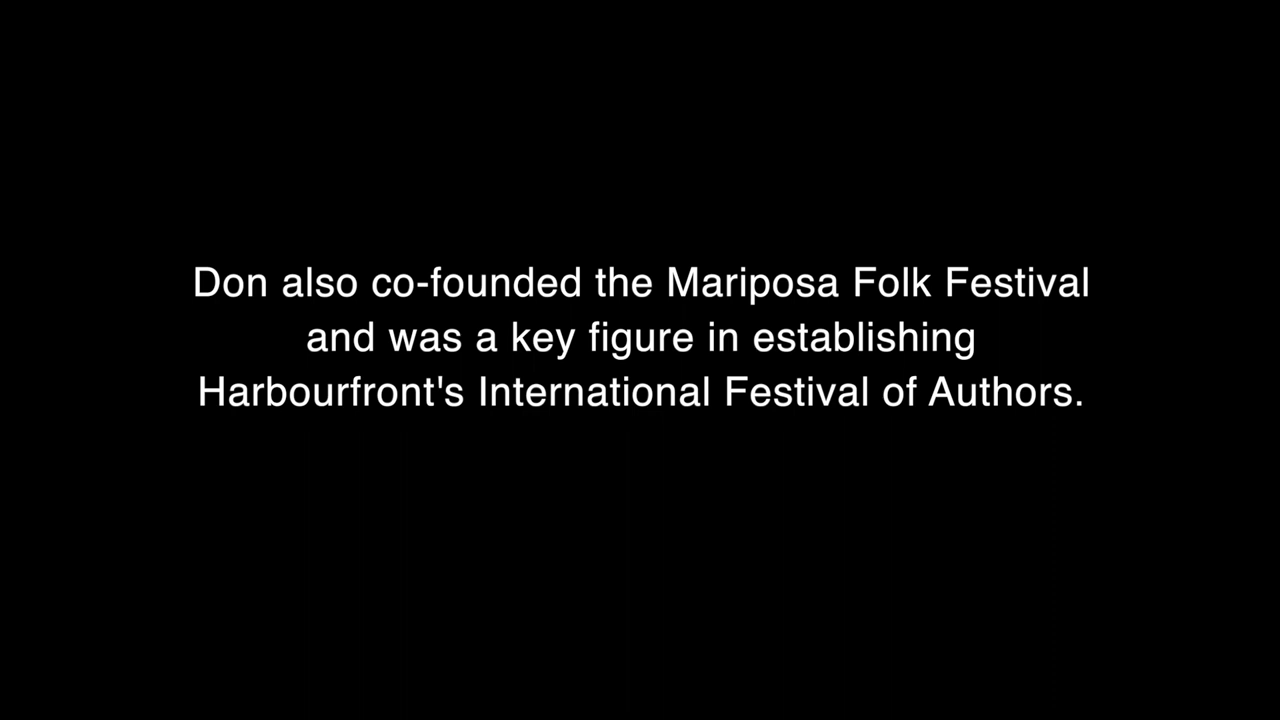 Don also co-founded the Mariposa Folk Festival
and was a key figure in establishing
Harbourfront's International Festival of Authors.